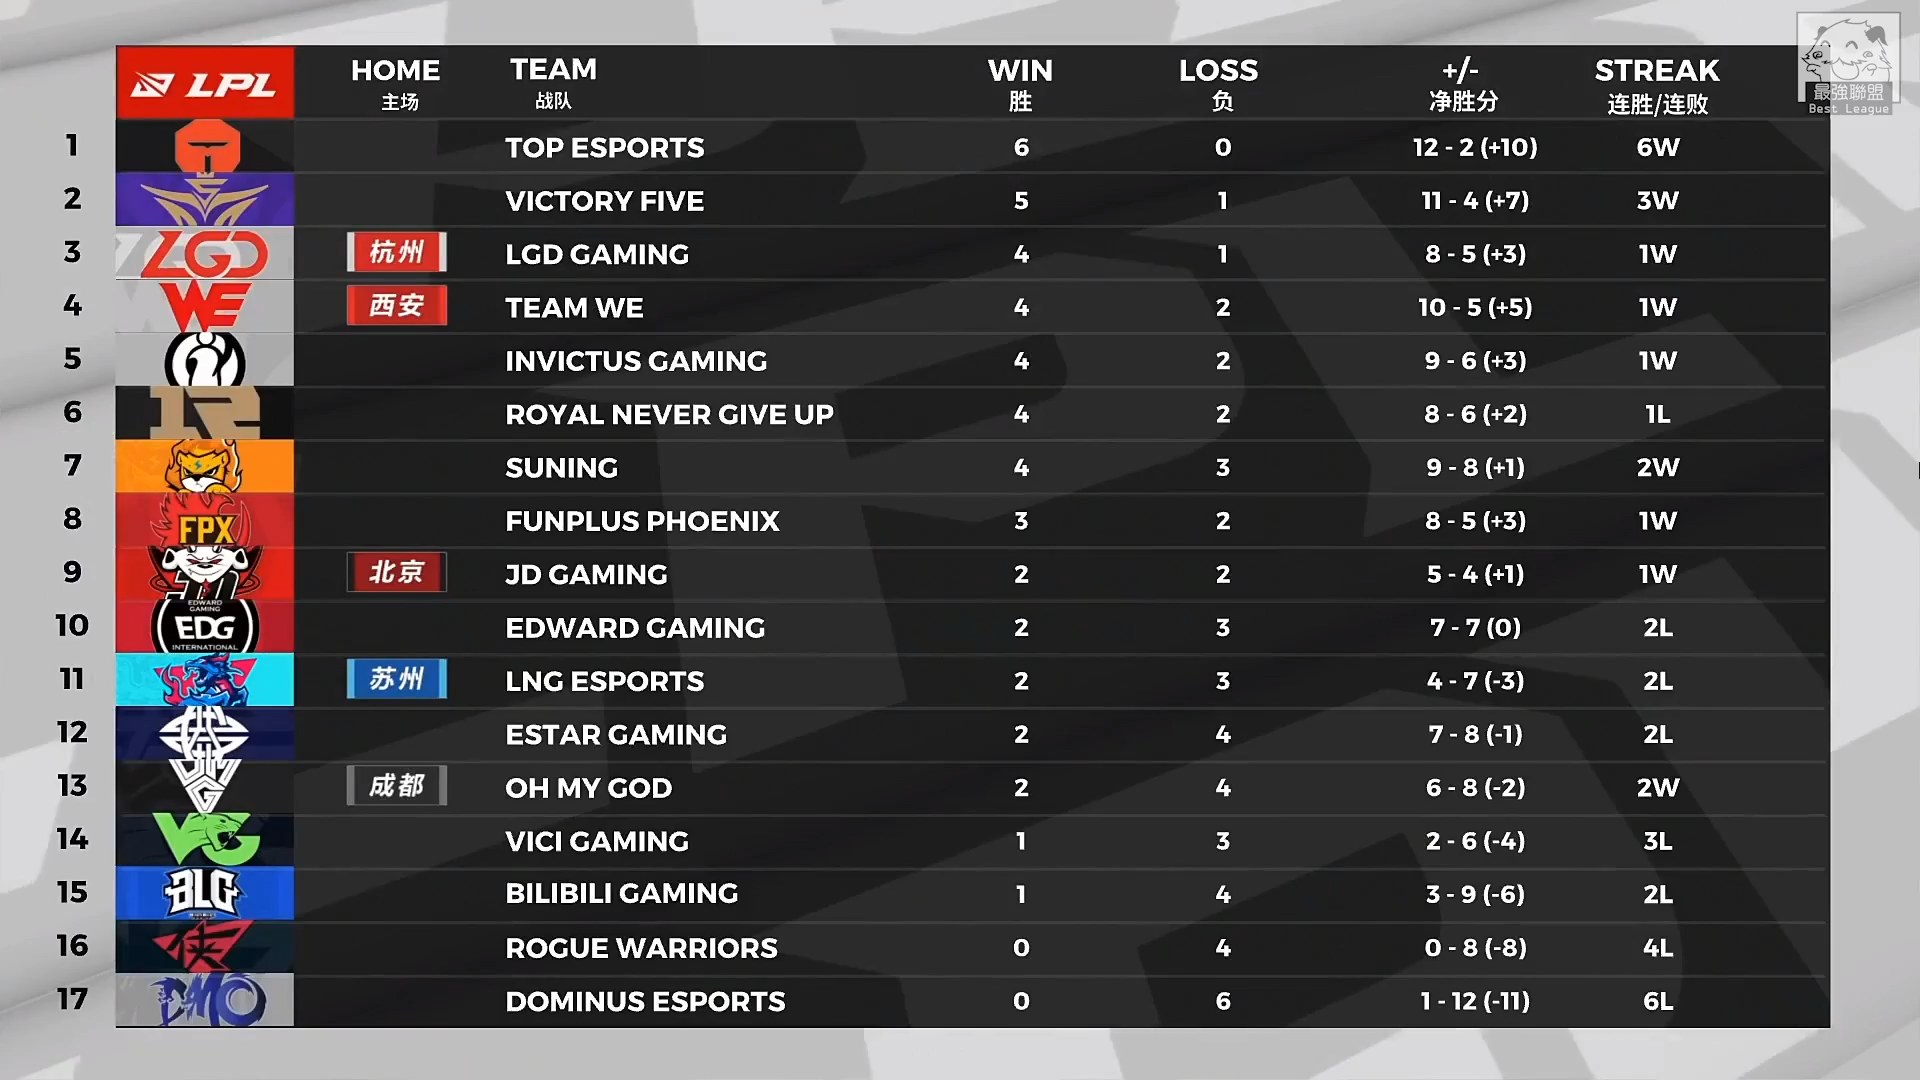 LPL HOME TEAM WIN LOSS +/- STREAK
主场 战队 胜 负 净胜分 连胜/连败
最強聯盟
Best League
1 TOP ESPORTS 6 0 12 - 2 (+10) 6W
2 VICTORY FIVE 5 1 11 - 4 (+7) 3W
3 LGD 杭州 LGD GAMING 4 1 8 - 5 (+3) 1W
4 WE 西安 TEAM WE 4 2 10 - 5 (+5) 1W
5 INVICTUS GAMING 4 2 9 - 6 (+3) 1W
6 ROYAL NEVER GIVE UP 4 2 8 - 6 (+2) 1L
7 SUNING 4 3 9 - 8 (+1) 2W
8 FPX FUNPLUS PHOENIX 3 2 8 - 5 (+3) 1W
9 JD 北京 JD GAMING 2 2 5 - 4 (+1) 1W
10 EDWARD GAMING EDG INTERNATIONAL EDWARD GAMING 2 3 7 - 7 (0) 2L
11 苏州 LNG ESPORTS 2 3 4 - 7 (-3) 2L
12 ESTAR GAMING 2 4 7 - 8 (-1) 2L
13 OMG 成都 OH MY GOD 2 4 6 - 8 (-2) 2W
14 VG VICI GAMING 1 3 2 - 6 (-4) 3L
15 BLG BILIBILI GAMING 1 4 3 - 9 (-6) 2L
16 侠 ROGUE WARRIORS 0 4 0 - 8 (-8) 4L
17 DMO DOMINUS ESPORTS 0 6 1 - 12 (-11) 6L